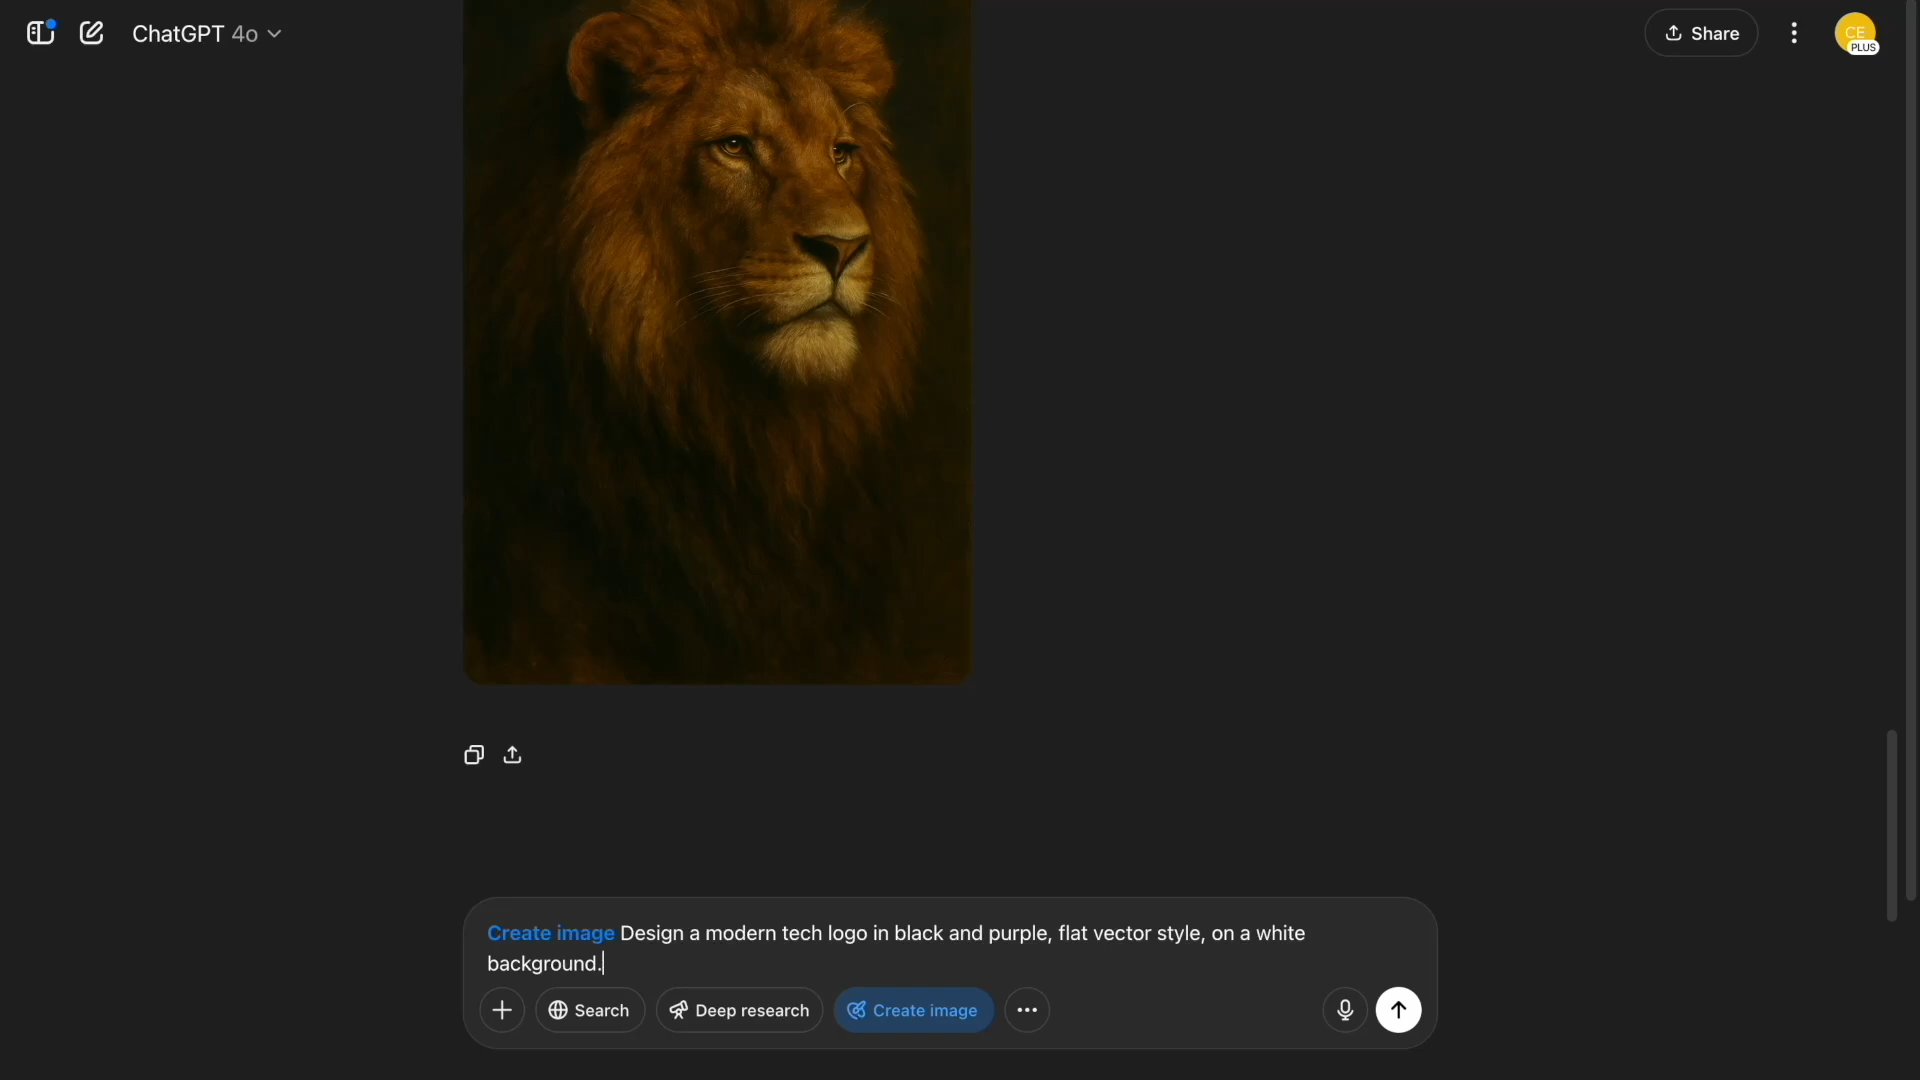 ChatGPT 4o
Share
CE
PLUS
Create image Design a modern tech logo in black and purple, flat vector style, on a white
background.
Search
Deep research
Create image